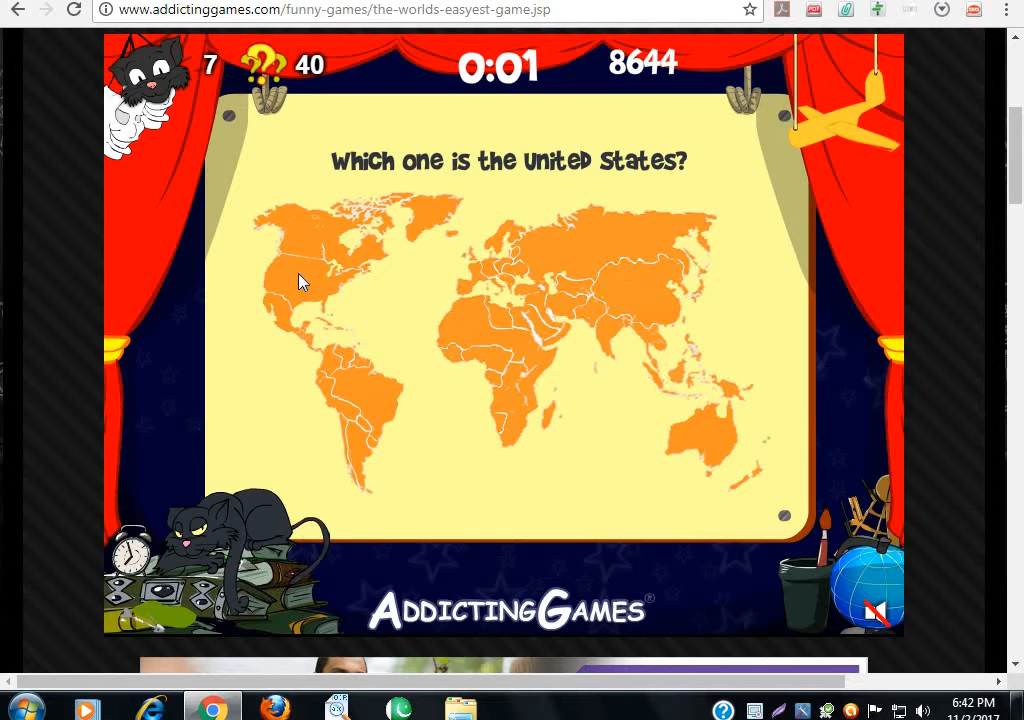 www.addictinggames.com/funny-games/the-worlds-easyest-game.jsp
7
40
0:01
8644
Which one is the United States?
ADDICTINGGAMES®
6:42 PM